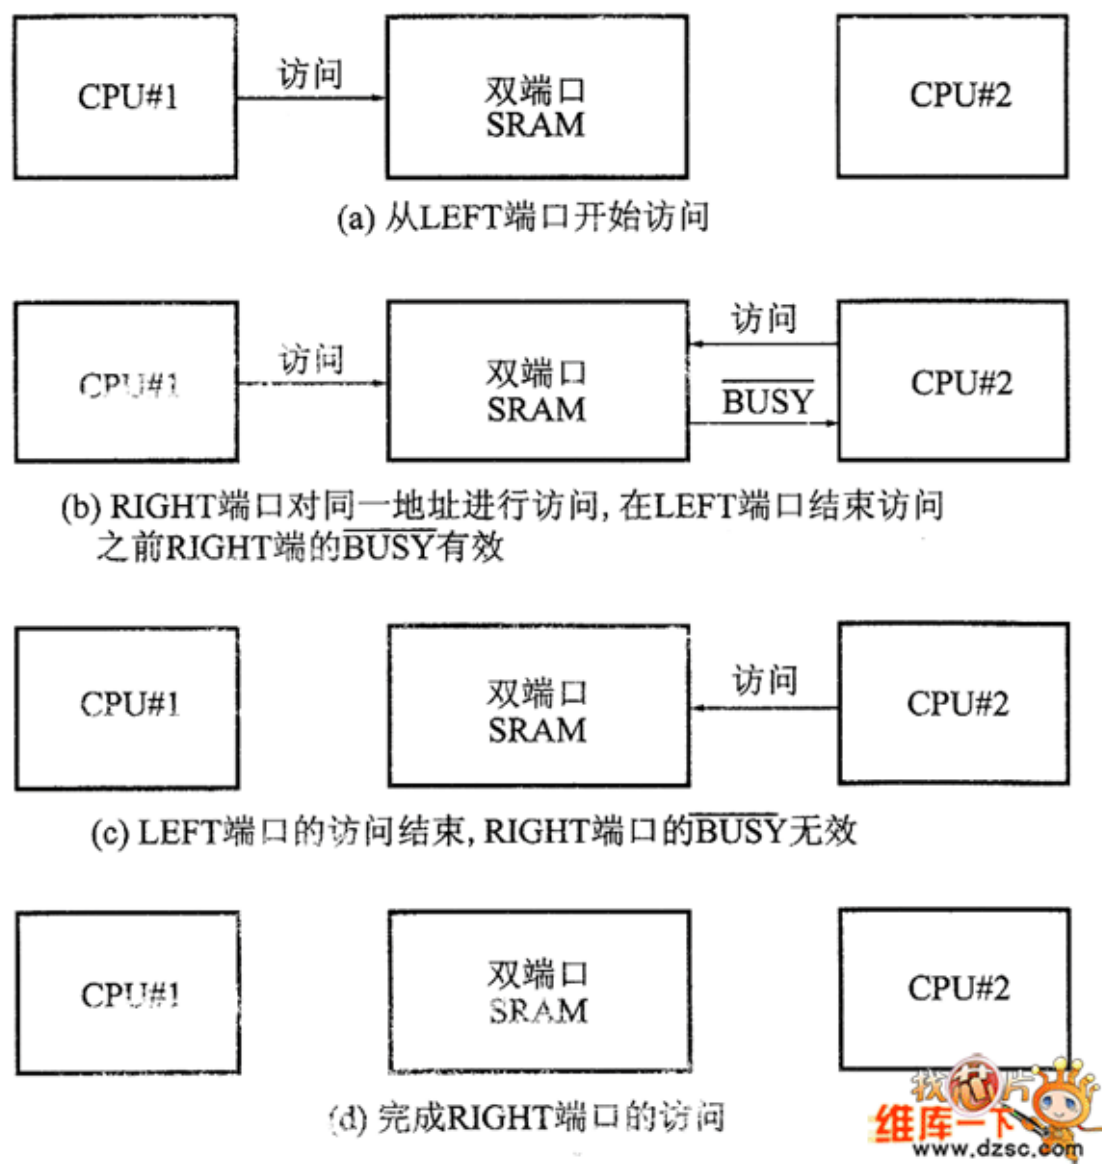 CPU#1
访问
双端口
SRAM
CPU#2
(a) 从LEFT端口开始访问
CPU#1
访问
双端口
SRAM
访问
BUSY
CPU#2
(b) RIGHT端口对同一地址进行访问, 在LEFT端口结束访问
之前RIGHT端的BUSY有效
CPU#1
双端口
SRAM
访问
CPU#2
(c) LEFT端口的访问结束, RIGHT端口的BUSY无效
CPU#1
双端口
SRAM
CPU#2
(d) 完成RIGHT端口的访问
找芯片
维库一下
www.dzsc.com